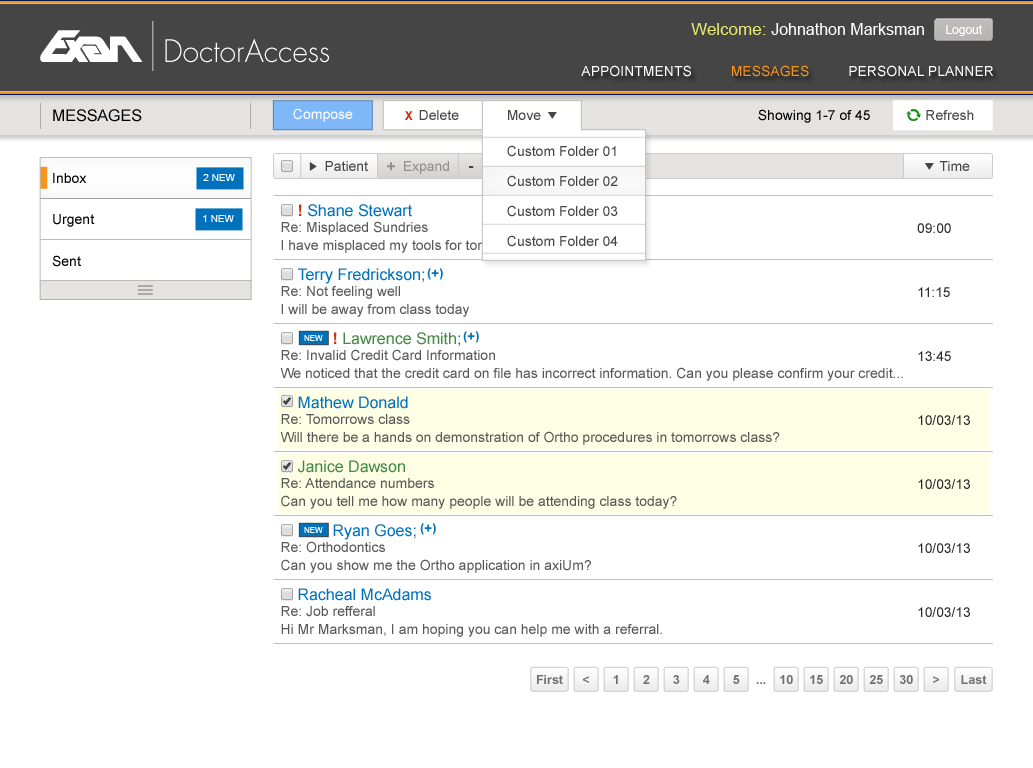 Exan DoctorAccess
Welcome: Johnathon Marksman Logout
APPOINTMENTS MESSAGES PERSONAL PLANNER
MESSAGES Compose X Delete Move ▼ Showing 1-7 of 45 Refresh
Custom Folder 01
Custom Folder 02
Custom Folder 03
Custom Folder 04
Inbox 2 NEW
Urgent 1 NEW
Sent
Patient + Expand - ▼ Time
! Shane Stewart
Re: Misplaced Sundries 09:00
I have misplaced my tools for
Terry Fredrickson;(+)
Re: Not feeling well 11:15
I will be away from class today
NEW ! Lawrence Smith;(+)
Re: Invalid Credit Card Information 13:45
We noticed that the credit card on file has incorrect information. Can you please confirm your credit...
Mathew Donald
Re: Tomorrows class 10/03/13
Will there be a hands on demonstration of Ortho procedures in tomorrows class?
Janice Dawson
Re: Attendance numbers 10/03/13
Can you tell me how many people will be attending class today?
NEW Ryan Goes; (+)
Re: Orthodontics 10/03/13
Can you show me the Ortho application in axiUm?
Racheal McAdams
Re: Job refferal 10/03/13
Hi Mr Marksman, I am hoping you can help me with a referral.
First < 1 2 3 4 5 ... 10 15 20 25 30 > Last